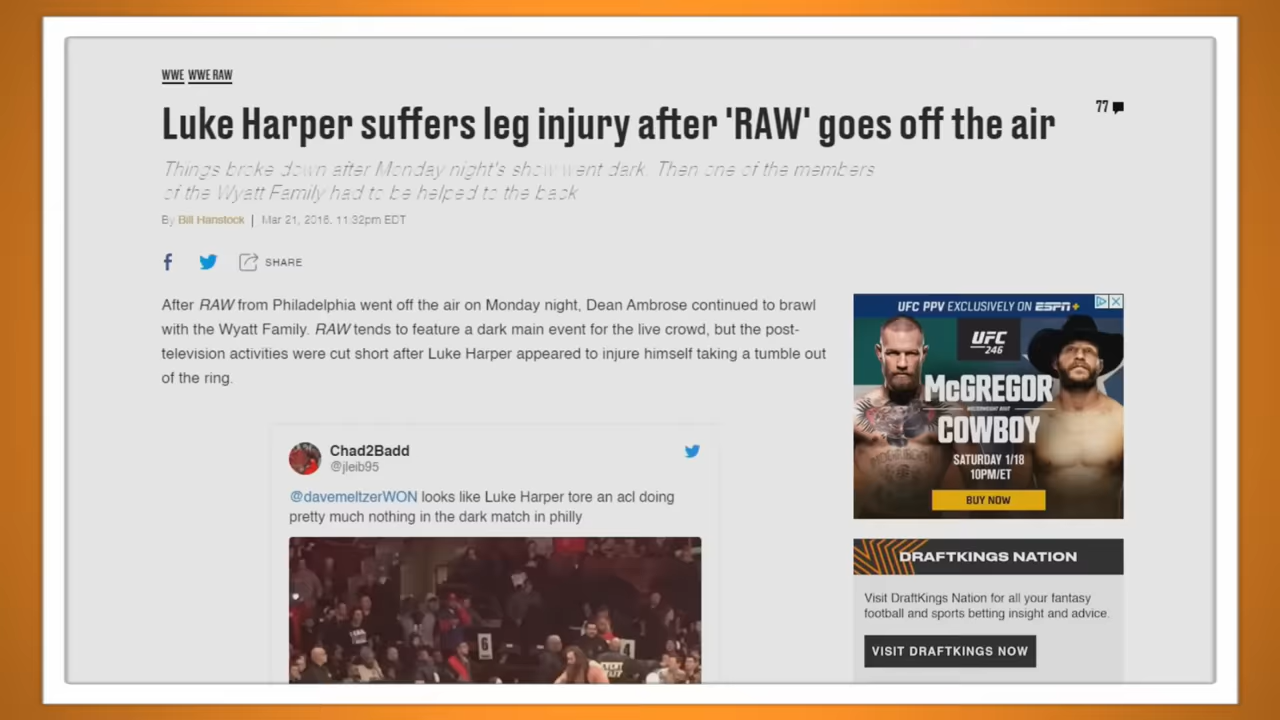 WWE WWE RAW
Luke Harper suffers leg injury after 'RAW' goes off the air
77
Things broke down after Monday night's show went dark. Then one of the members
of the Wyatt Family had to be helped to the back
By Bill Hanstock | Mar 21, 2016, 11:32pm EDT
SHARE
After RAW from Philadelphia went off the air on Monday night, Dean Ambrose continued to brawl
with the Wyatt Family. RAW tends to feature a dark main event for the live crowd, but the post-
television activities were cut short after Luke Harper appeared to injure himself taking a tumble out
of the ring.
Chad2Badd
@jleib95
@davemeltzerWON looks like Luke Harper tore an acl doing
pretty much nothing in the dark match in philly
6
4
UFC PPV EXCLUSIVELY ON ESPN+
UFC
246
McGREGOR
COWBOY
SATURDAY 1/18
10PM/ET
BUY NOW
DRAFTKINGS NATION
Visit DraftKings Nation for all your fantasy
football and sports betting insight and advice.
VISIT DRAFTKINGS NOW